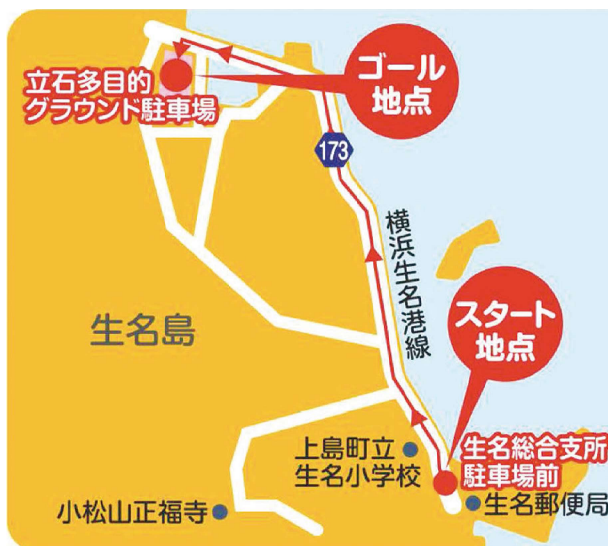 立石多目的
グラウンド駐車場
ゴール
地点
173
横浜生名港線
生名島
スタート
地点
上島町立
生名小学校
生名総合支所
駐車場前
生名郵便局
小松山正福寺